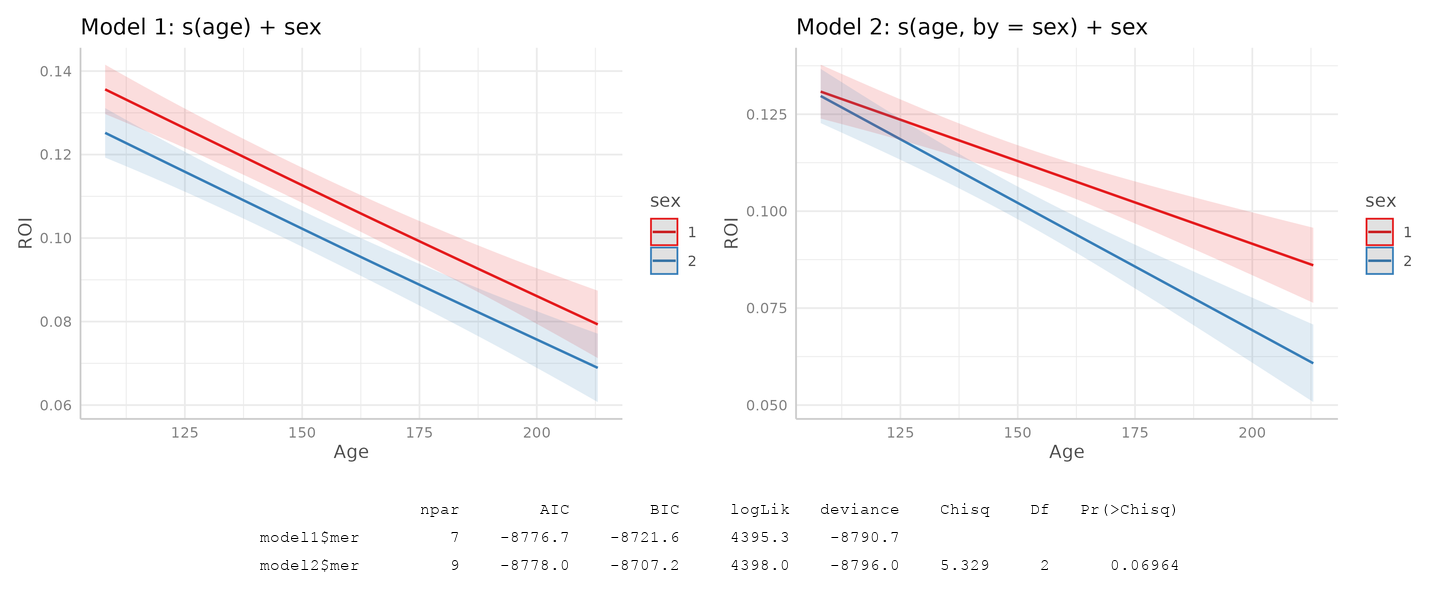 Model 1: s(age) + sex
0.14
0.12
0.10
0.08
0.06
ROI
125 150 175 200
Age
sex
1
2
Model 2: s(age, by = sex) + sex
0.125
0.100
0.075
0.050
ROI
125 150 175 200
Age
sex
1
2
npar AIC BIC logLik deviance Chisq Df Pr(>Chisq)
model1$mer 7 -8776.7 -8721.6 4395.3 -8790.7
model2$mer 9 -8778.0 -8707.2 4398.0 -8796.0 5.329 2 0.06964